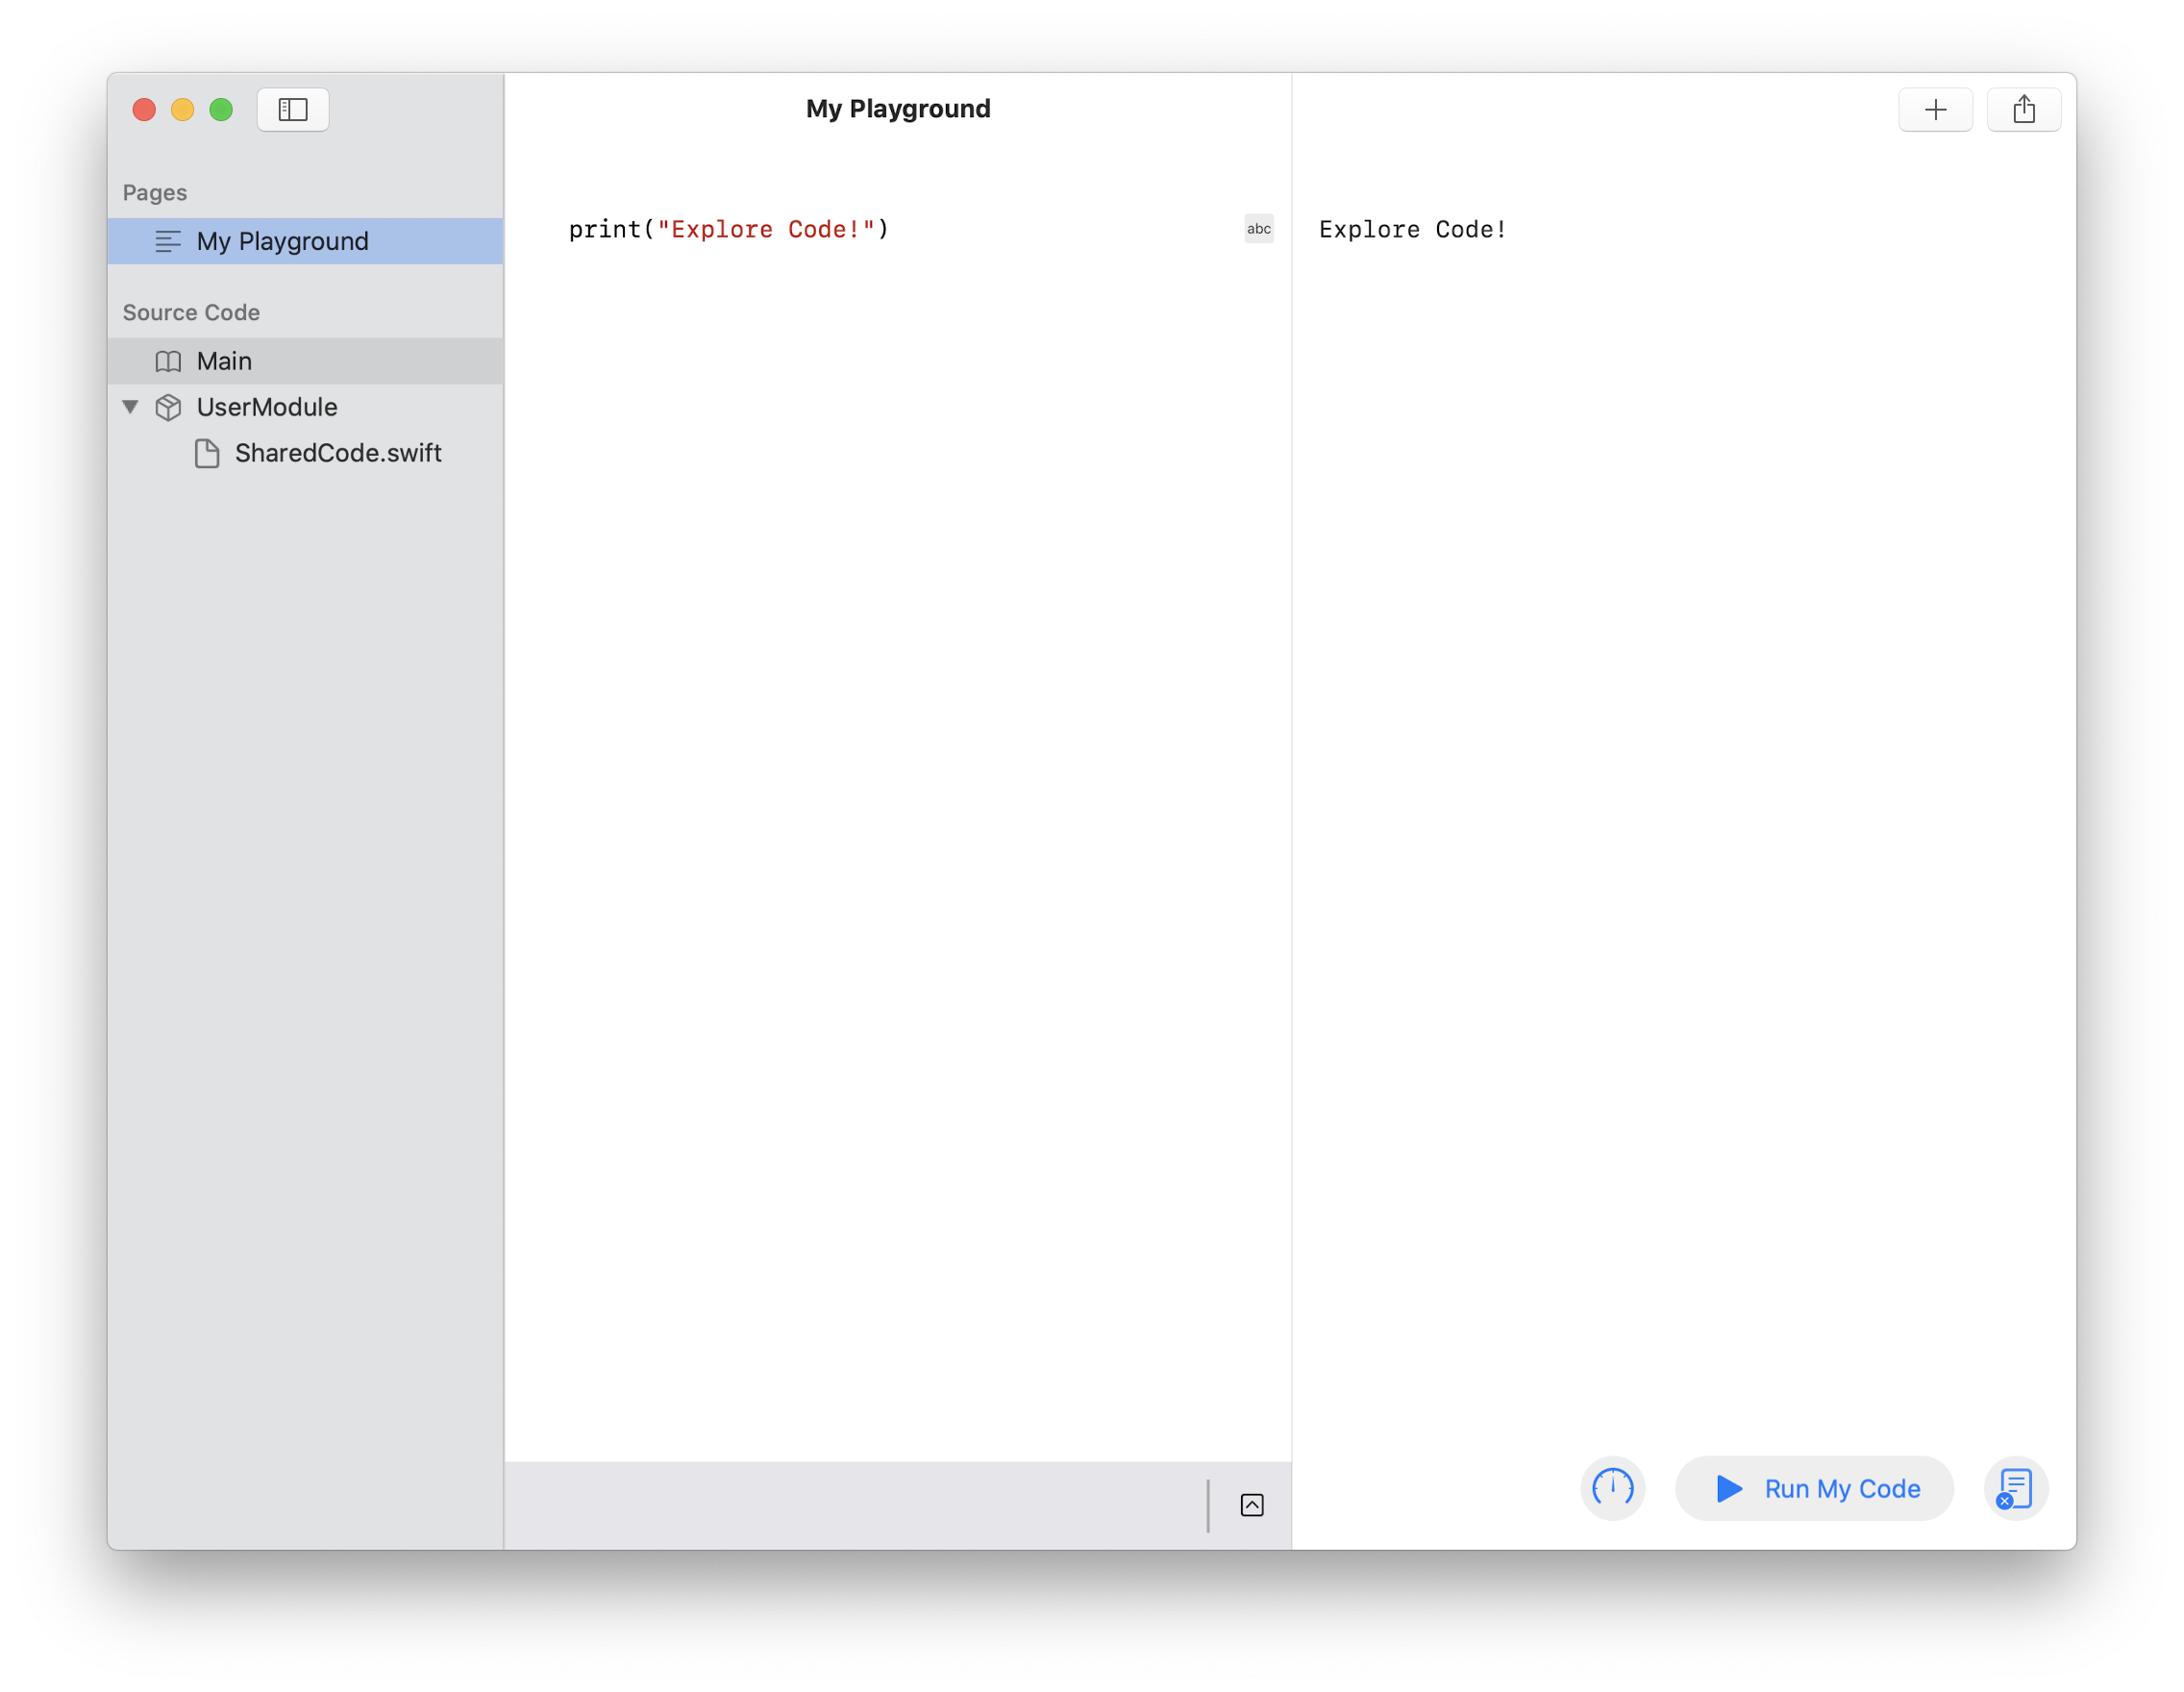 My Playground
Pages
My Playground
Source Code
Main
UserModule
SharedCode.swift
print("Explore Code!")
abc
Explore Code!
Run My Code